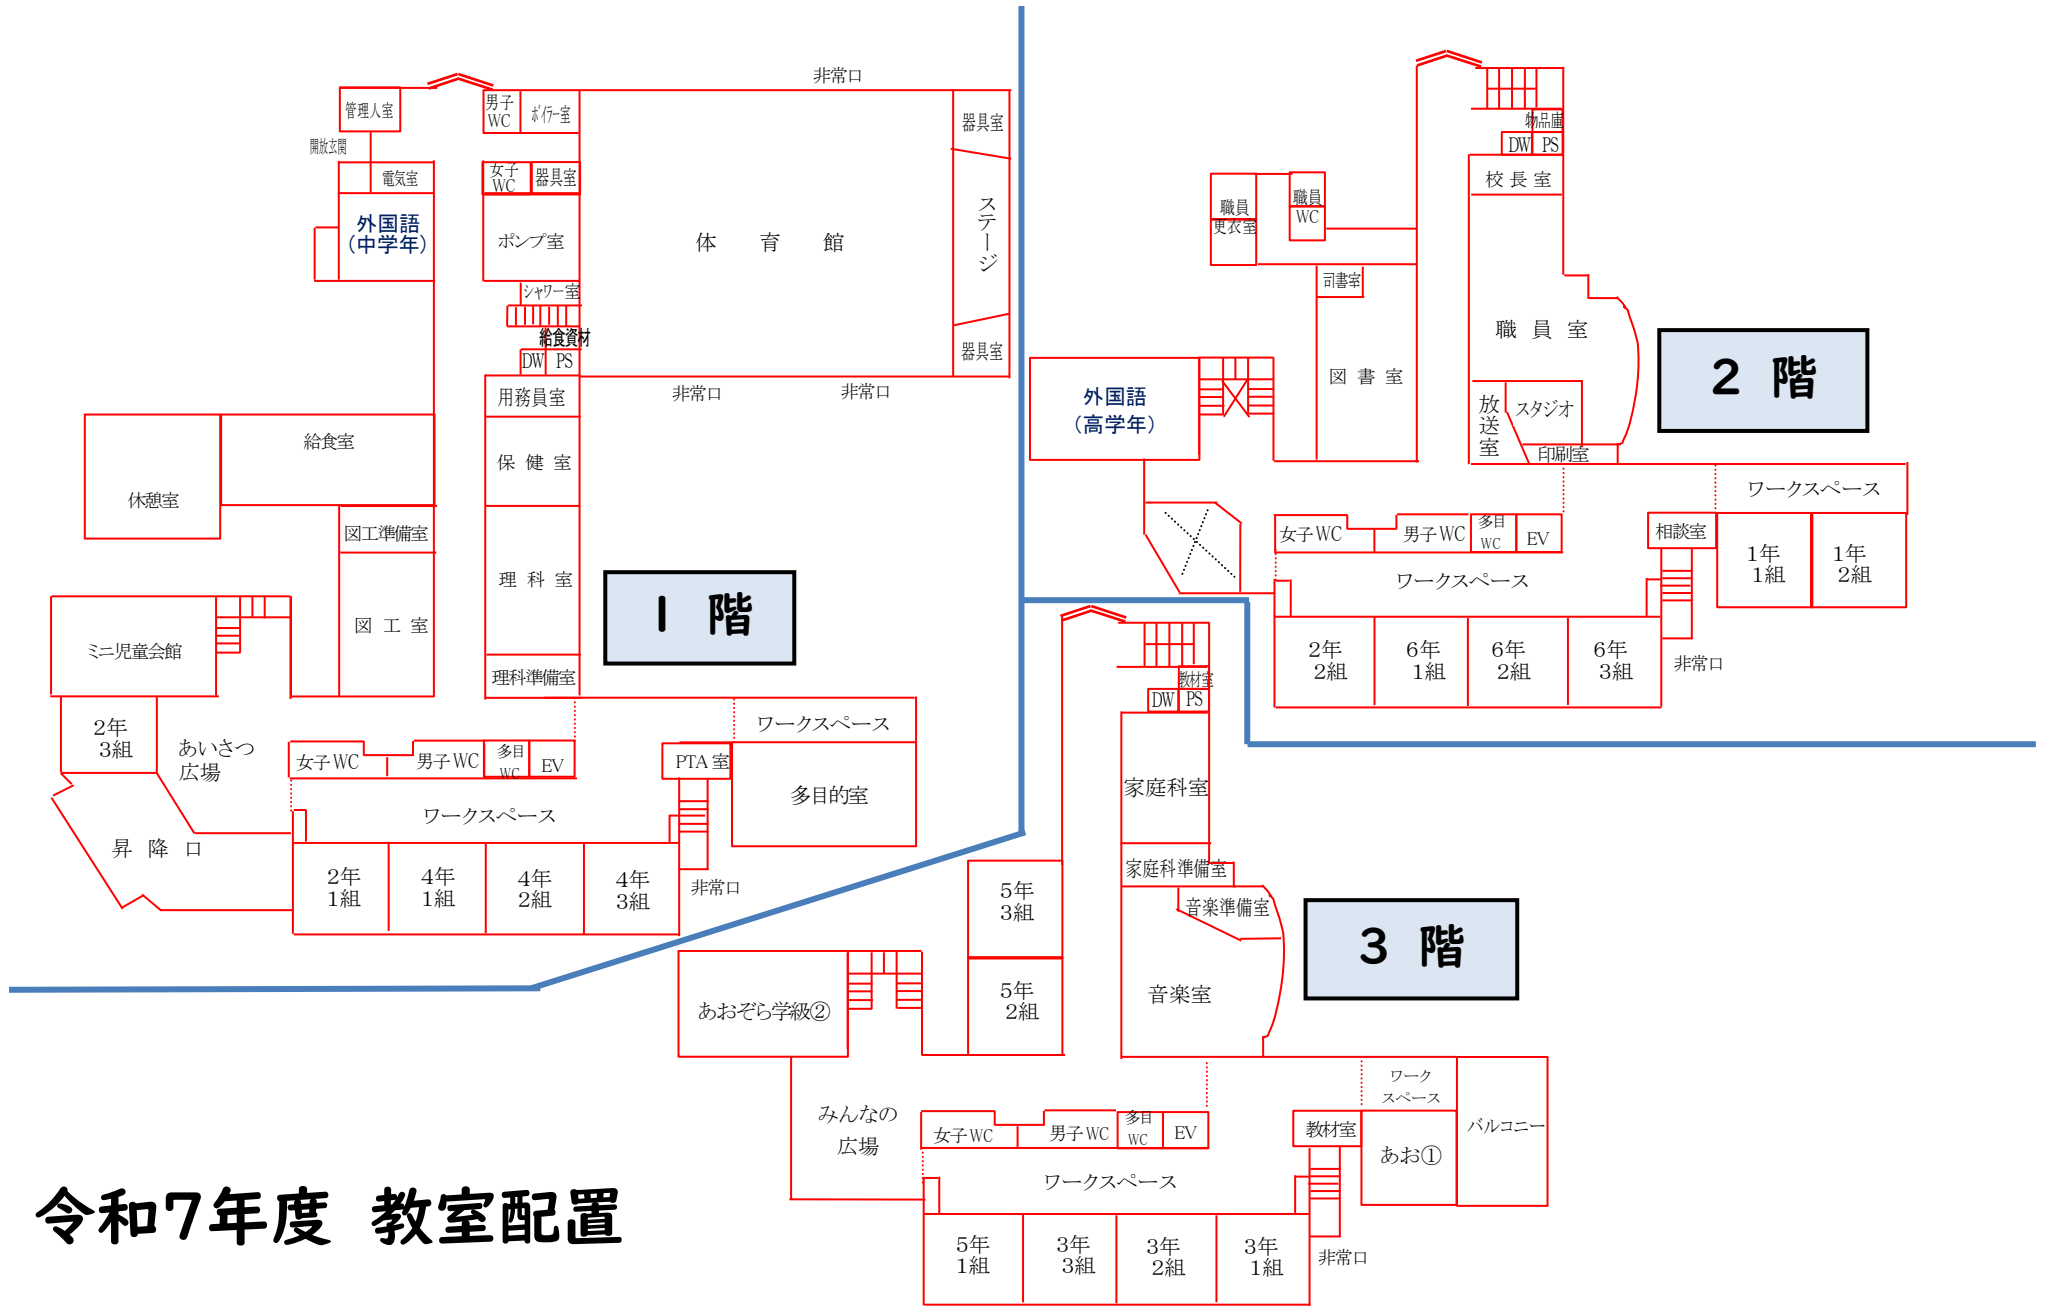 非常口
管理人室
男子
WC
ﾎﾞｲﾗｰ室
器具室
開放玄関
電気室
女子
WC
器具室
外国語
（中学年）
ポンプ室
体 育 館
ステージ
シャワー室
給食資材
DW PS
器具室
用務員室
非常口
非常口
給食室
休憩室
保 健 室
図工準備室
理 科 室
図 工 室
1 階
ミニ児童会館
理科準備室
2年
3組
あいさつ
広場
女子WC
男子WC
多目
WC
EV
PTA室
ワークスペース
多目的室
ワークスペース
昇 降 口
2年
1組
4年
1組
4年
2組
4年
3組
非常口
物品庫
DW PS
校 長 室
職員
更衣室
職員
WC
司書室
職 員 室
図 書 室
2 階
外国語
（高学年）
放送室
スタジオ
印刷室
ワークスペース
女子WC
男子WC
多目
WC
EV
相談室
1年
1組
1年
2組
ワークスペース
2年
2組
6年
1組
6年
2組
6年
3組
非常口
教材室
DW PS
家庭科室
家庭科準備室
音楽準備室
5年
3組
3 階
5年
2組
音楽室
あおぞら学級②
みんなの
広場
女子WC
男子WC
多目
WC
EV
教材室
ワーク
スペース
あお①
バルコニー
ワークスペース
5年
1組
3年
3組
3年
2組
3年
1組
非常口
令和7年度 教室配置